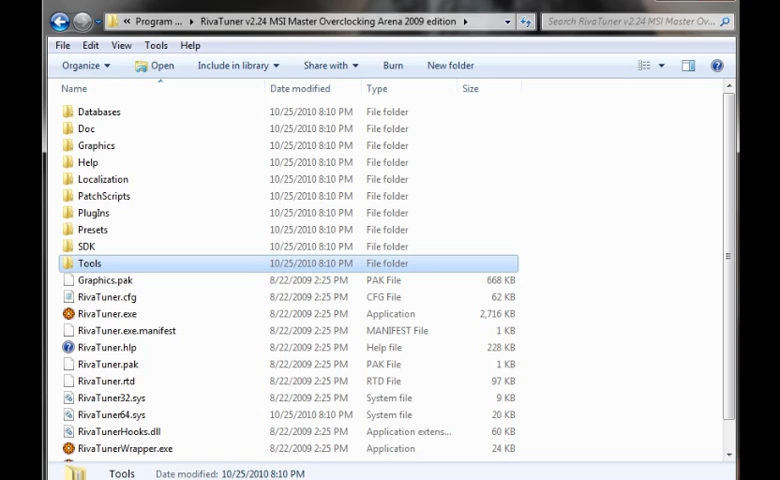 « Program ... ▸ RivaTuner v2.24 MSI Master Overclocking Arena 2009 edition ▸ Search RivaTuner v2.24 MSI Master Ov...
File Edit View Tools Help
Organize Open Include in library Share with Burn New folder
Name Date modified Type Size
Databases 10/25/2010 8:10 PM File folder
Doc 10/25/2010 8:10 PM File folder
Graphics 10/25/2010 8:10 PM File folder
Help 10/25/2010 8:10 PM File folder
Localization 10/25/2010 8:10 PM File folder
PatchScripts 10/25/2010 8:10 PM File folder
PlugIns 10/25/2010 8:10 PM File folder
Presets 10/25/2010 8:10 PM File folder
SDK 10/25/2010 8:10 PM File folder
Tools 10/25/2010 8:10 PM File folder
Graphics.pak 8/22/2009 2:25 PM PAK File 668 KB
RivaTuner.cfg 8/22/2009 2:25 PM CFG File 62 KB
RivaTuner.exe 8/22/2009 2:25 PM Application 2,716 KB
RivaTuner.exe.manifest 8/22/2009 2:25 PM MANIFEST File 1 KB
RivaTuner.hlp 8/22/2009 2:25 PM Help file 228 KB
RivaTuner.pak 8/22/2009 2:25 PM PAK File 1 KB
RivaTuner.rtd 8/22/2009 2:25 PM RTD File 97 KB
RivaTuner32.sys 8/22/2009 2:25 PM System file 9 KB
RivaTuner64.sys 10/25/2010 8:10 PM System file 20 KB
RivaTunerHooks.dll 8/22/2009 2:25 PM Application extens... 60 KB
RivaTunerWrapper.exe 8/22/2009 2:25 PM Application 24 KB
Tools Date modified: 10/25/2010 8:10 PM